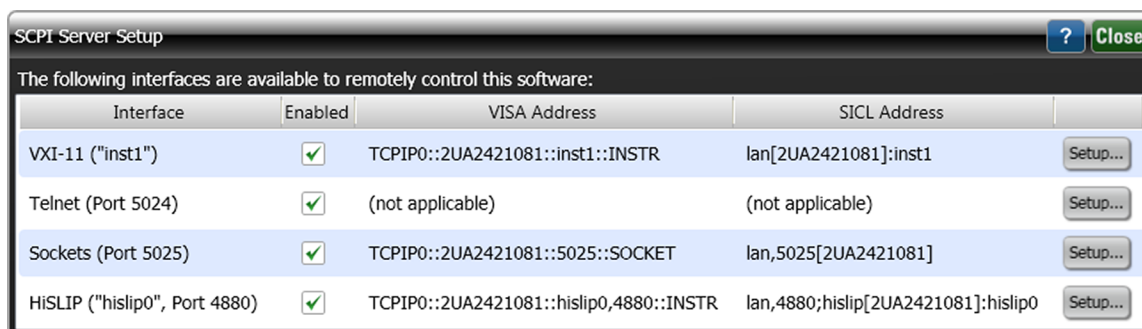 SCPI Server Setup ? Close
The following interfaces are available to remotely control this software:
Interface Enabled VISA Address SICL Address
VXI-11 ("inst1") TCPIP0::2UA2421081::inst1::INSTR lan[2UA2421081]:inst1 Setup...
Telnet (Port 5024) (not applicable) (not applicable) Setup...
Sockets (Port 5025) TCPIP0::2UA2421081::5025::SOCKET lan,5025[2UA2421081] Setup...
HiSLIP ("hislip0", Port 4880) TCPIP0::2UA2421081::hislip0,4880::INSTR lan,4880;hislip[2UA2421081]:hislip0 Setup...